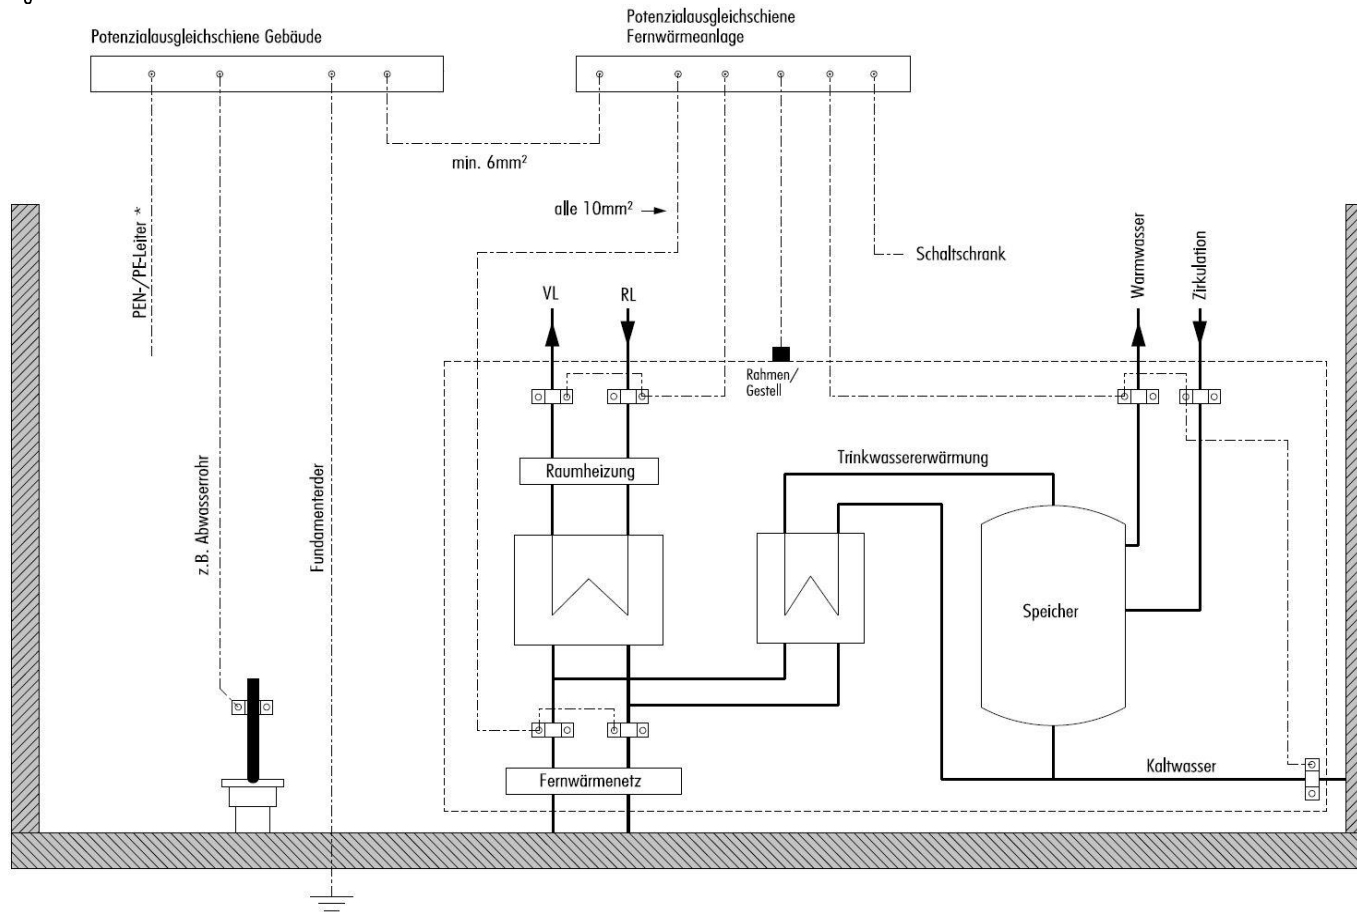 Potenzialausgleichschiene Gebäude
Potenzialausgleichschiene
Fernwärmeanlage
min. 6mm²
alle 10mm²
PEN-/PE-Leiter *
Schaltschrank
Warmwasser
Zirkulation
VL
RL
Rahmen/
Gestell
Raumheizung
Trinkwassererwärmung
z.B. Abwasserrohr
Fundamenterder
Speicher
Kaltwasser
Fernwärmenetz